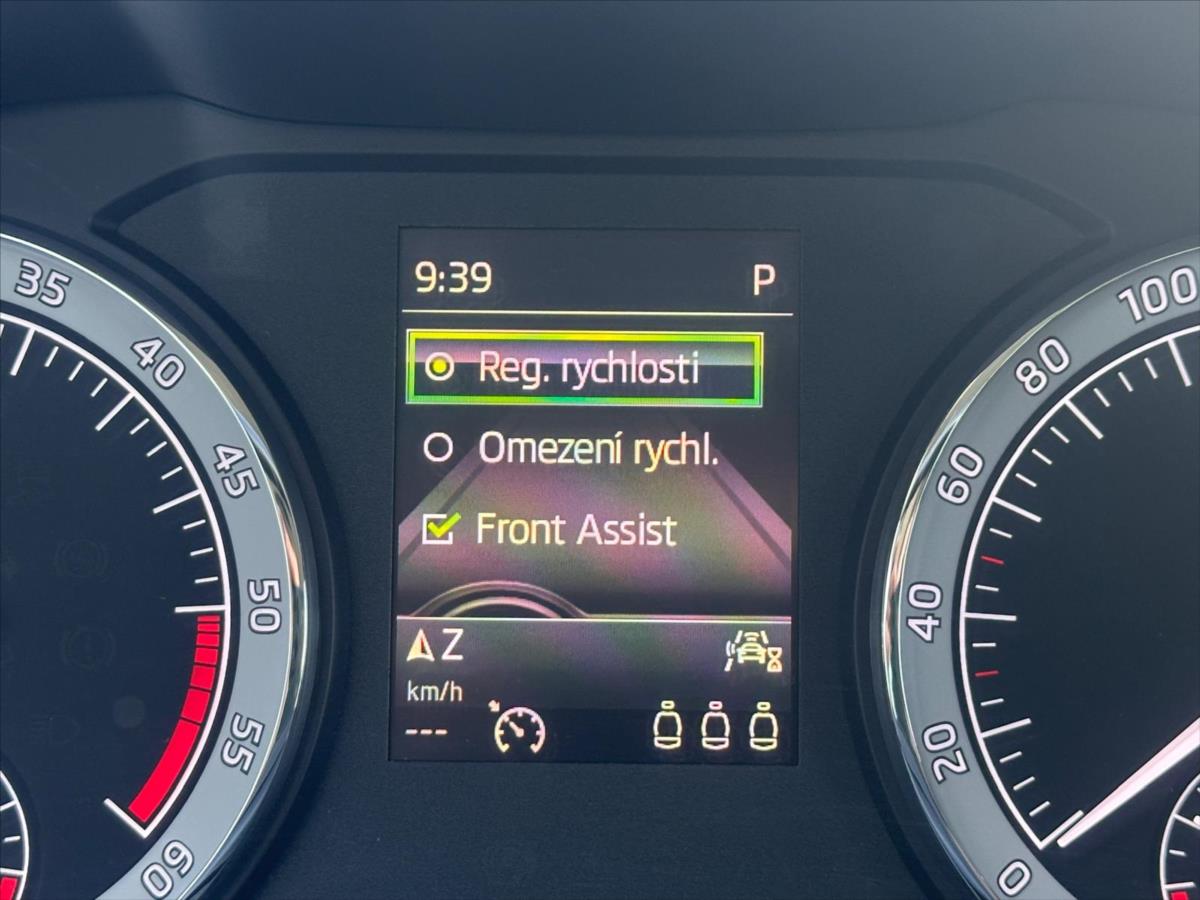 9:39 P
Reg. rychlosti
Omezení rychl.
Front Assist
Z
km/h
---
35
40
45
50
55
60
100
80
60
40
20
0